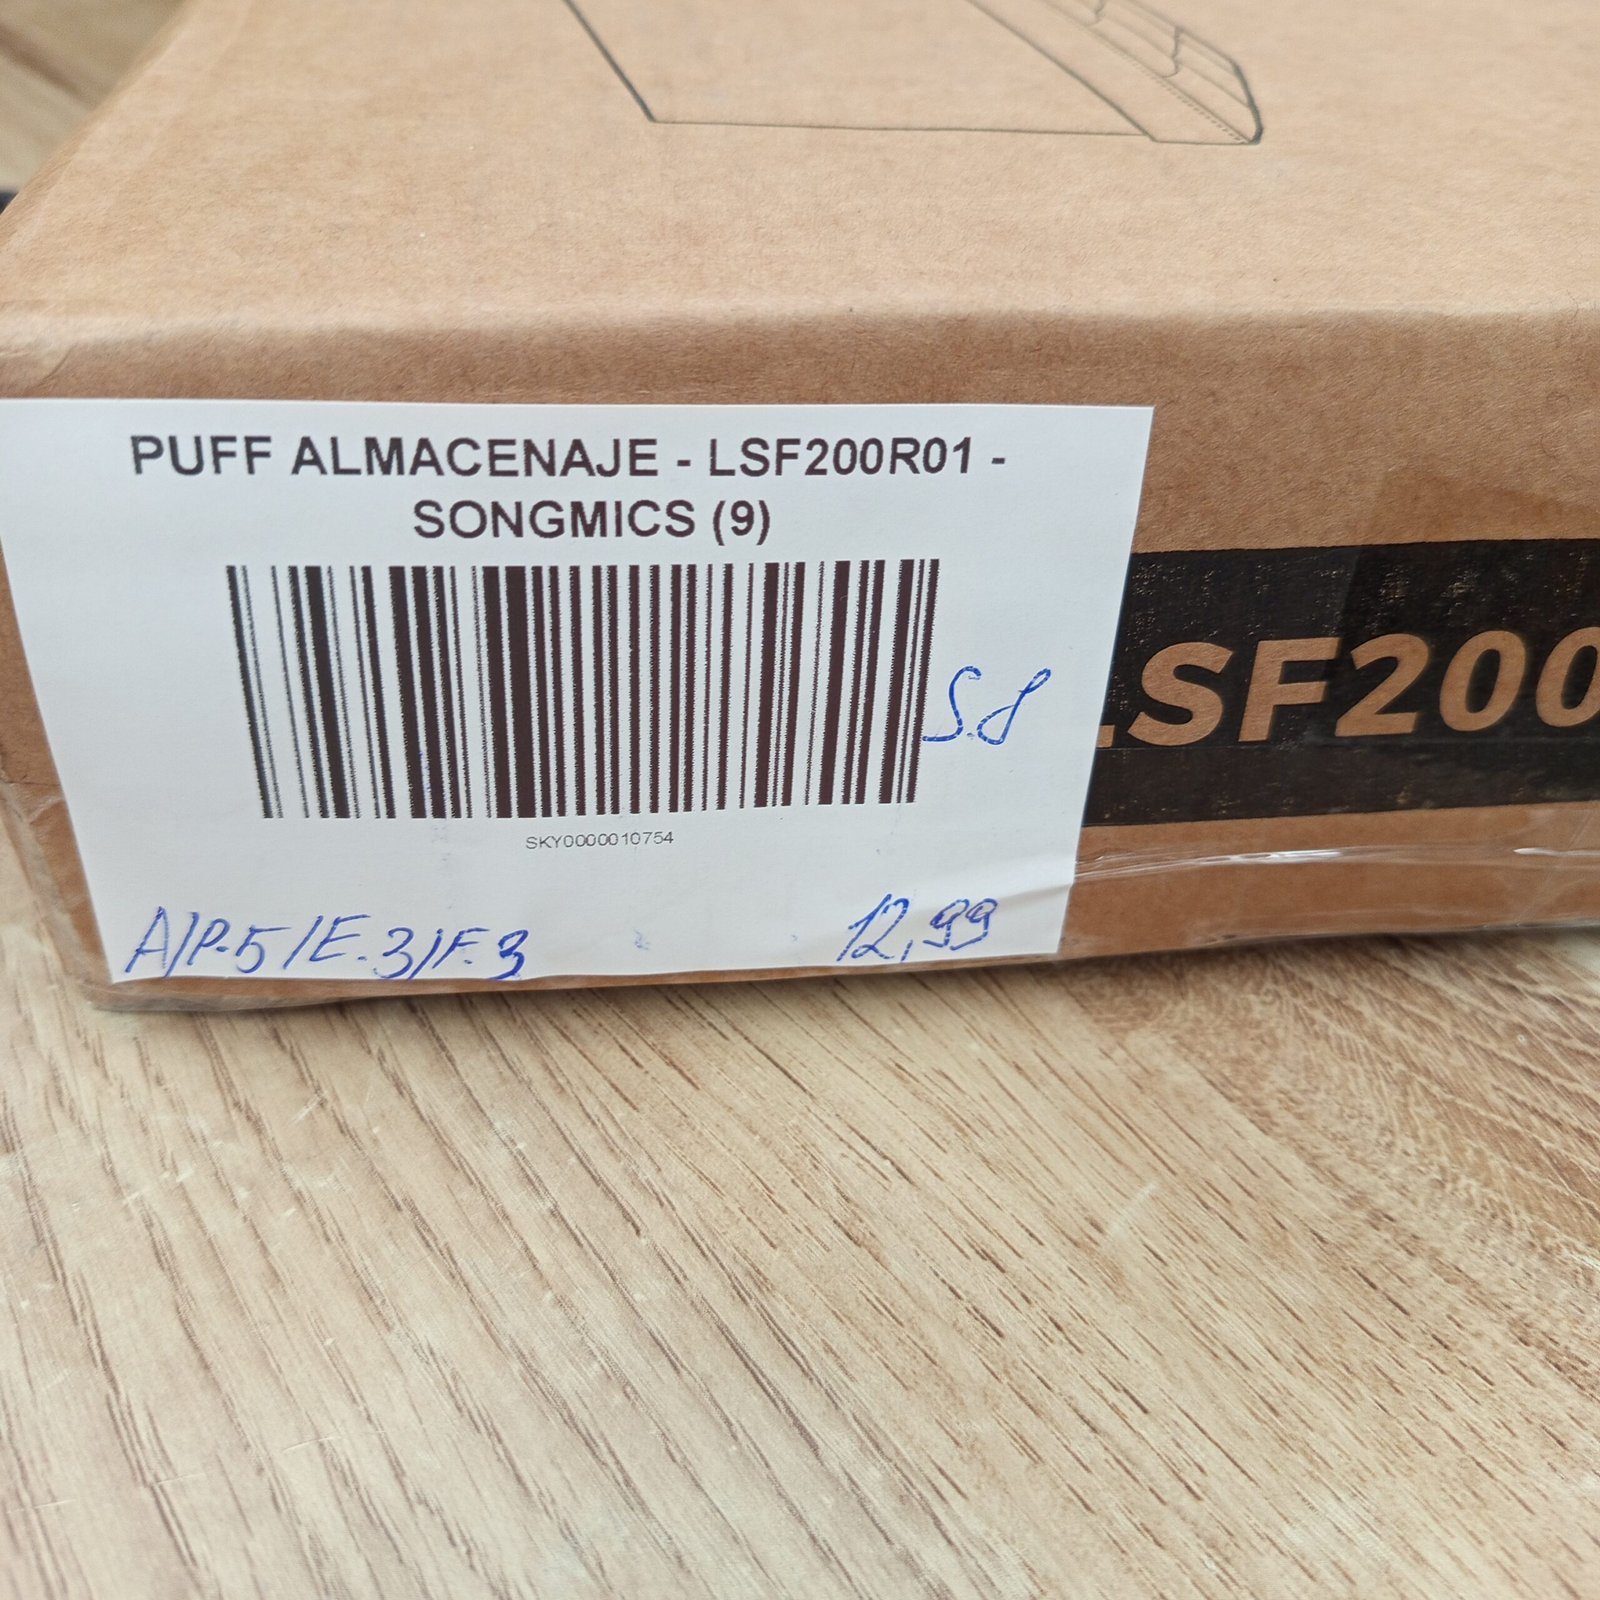 PUFF ALMACENAJE - LSF200R01 -
SONGMICS (9)
S.8
LSF200
SKY0000010754
A/P.5/E.3/F.3
12,99